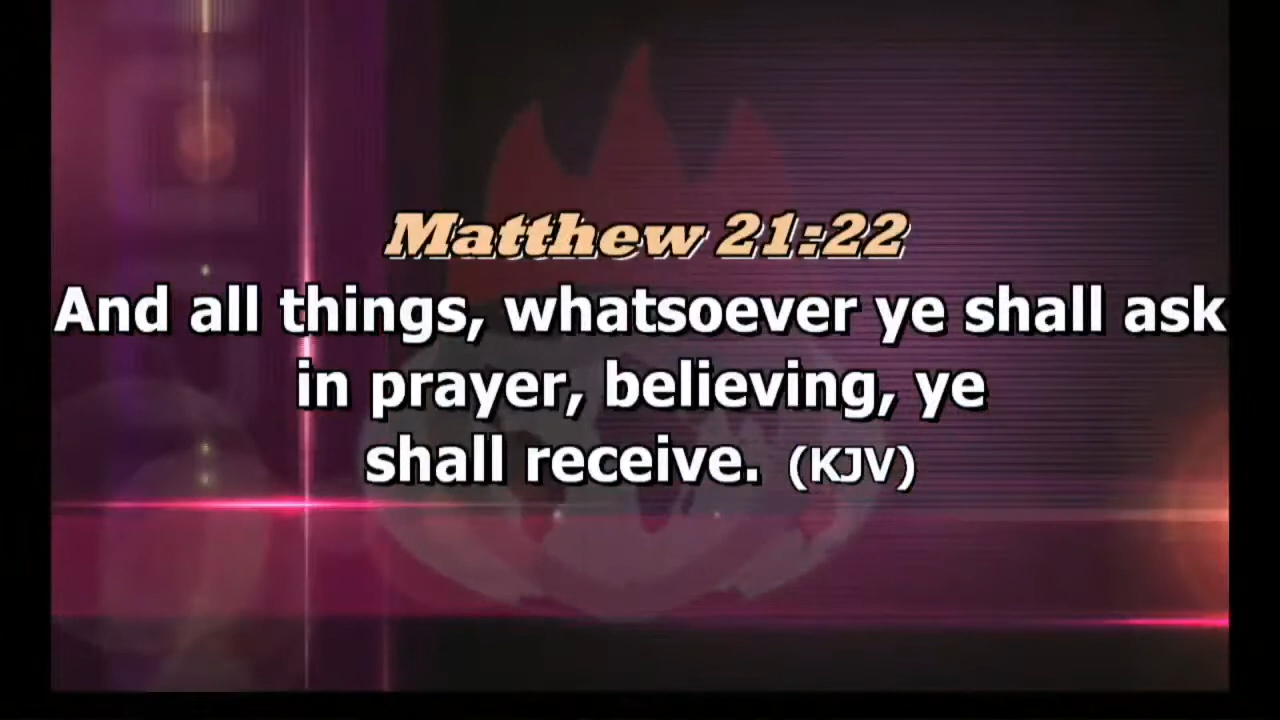 Matthew 21:22
And all things, whatsoever ye shall ask
in prayer, believing, ye
shall receive. (KJV)